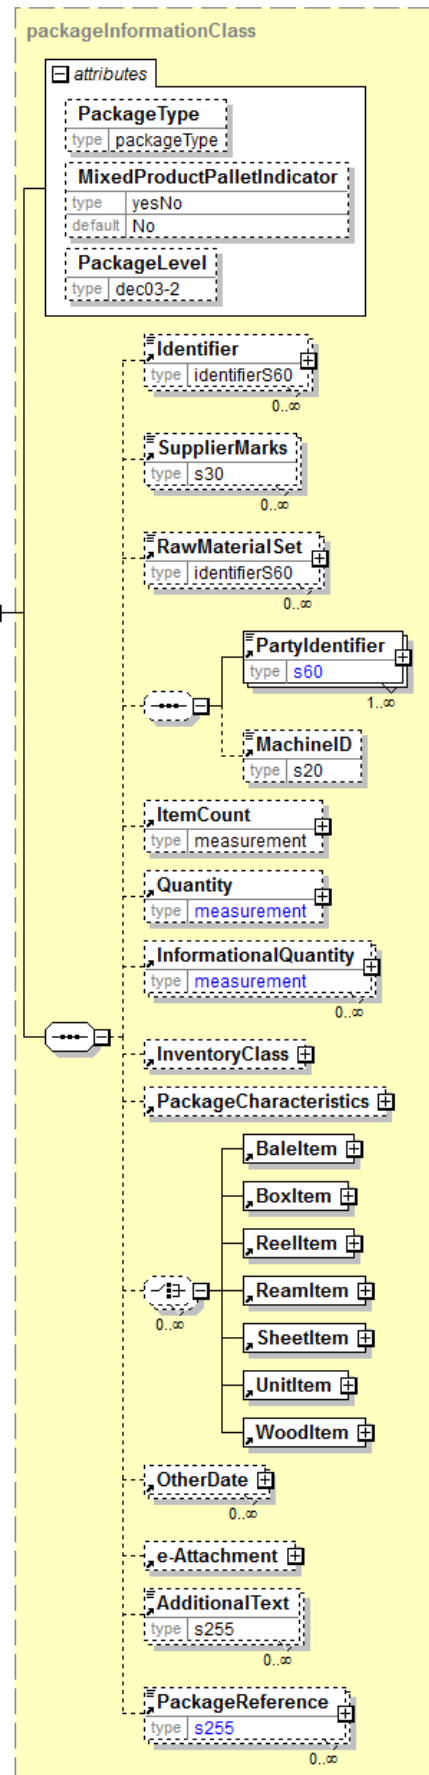 packageInformationClass
attributes
PackageType
type packageType
MixedProductPalletIndicator
type yesNo
default No
PackageLevel
type dec03-2
Identifier
type identifierS60
0..∞
SupplierMarks
type s30
0..∞
RawMaterialSet
type identifierS60
0..∞
PartyIdentifier
type s60
1..∞
MachineID
type s20
ItemCount
type measurement
Quantity
type measurement
InformationalQuantity
type measurement
0..∞
InventoryClass
PackageCharacteristics
BaleItem
BoxItem
ReelItem
ReamItem
0..∞
SheetItem
UnitItem
WoodItem
OtherDate
0..∞
e-Attachment
AdditionalText
type s255
0..∞
PackageReference
type s255
0..∞